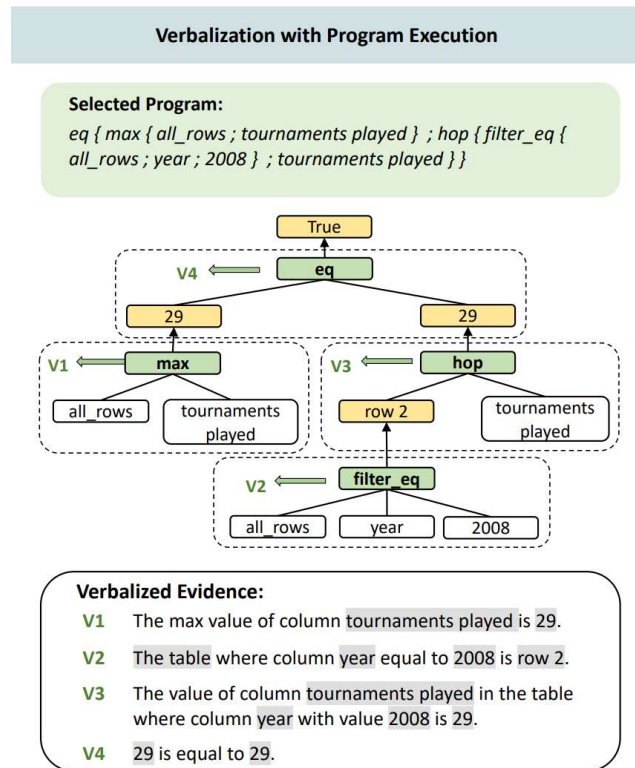 Verbalization with Program Execution
Selected Program:
eq { max { all_rows ; tournaments played } ; hop { filter_eq {
all_rows ; year ; 2008 } ; tournaments played } }
True
V4
eq
29
29
V1
max
V3
hop
all_rows
tournaments
played
row 2
tournaments
played
V2
filter_eq
all_rows
year
2008
Verbalized Evidence:
V1 The max value of column tournaments played is 29.
V2 The table where column year equal to 2008 is row 2.
V3 The value of column tournaments played in the table
where column year with value 2008 is 29.
V4 29 is equal to 29.